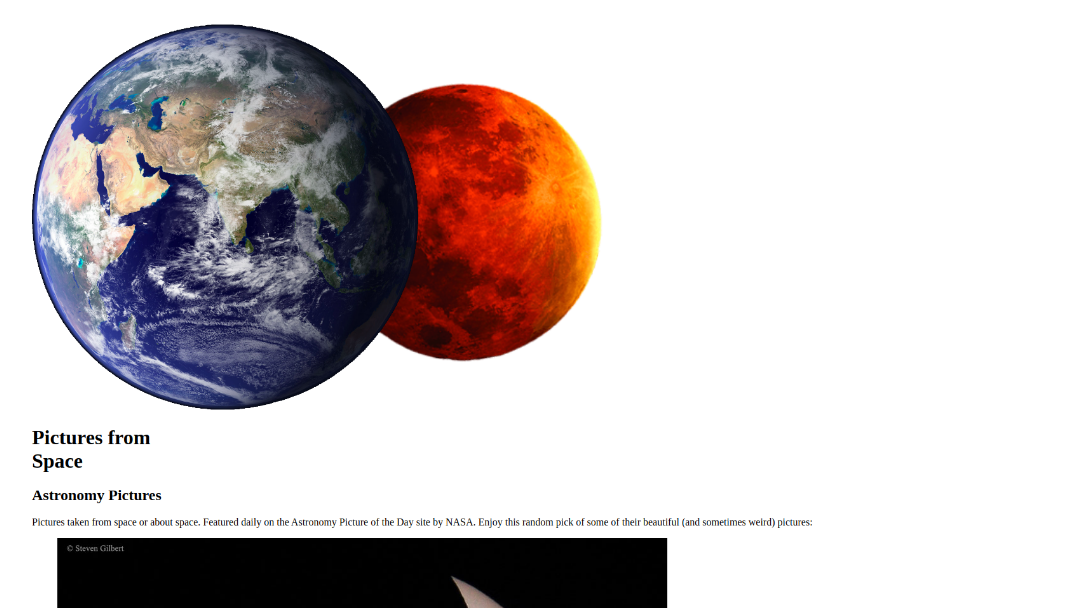 Pictures from
Space
Astronomy Pictures
Pictures taken from space or about space. Featured daily on the Astronomy Picture of the Day site by NASA. Enjoy this random pick of some of their beautiful (and sometimes weird) pictures:
© Steven Gilbert